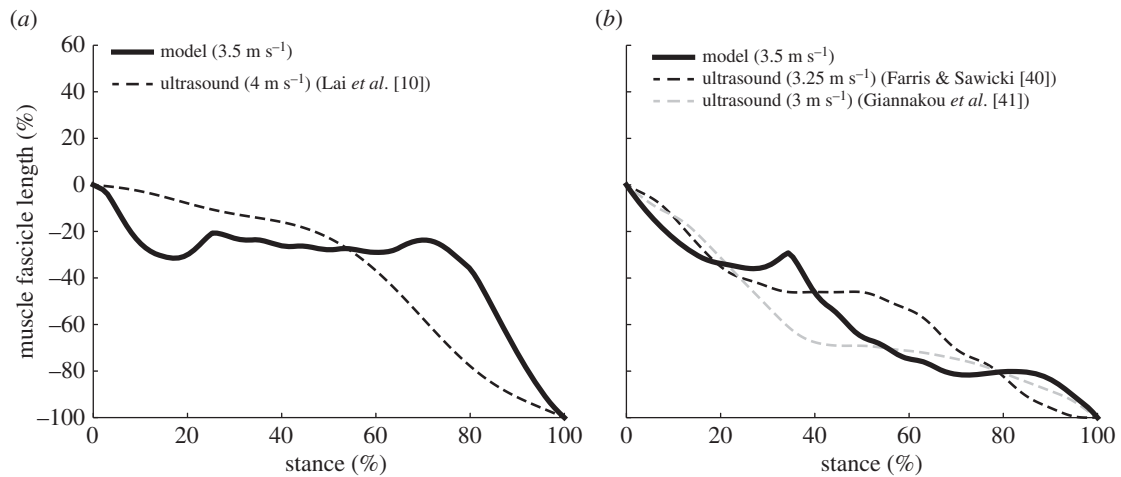 (a)
60
40
20
0
–20
–40
–60
–80
–100
muscle fascicle length (%)
model (3.5 m s–1)
ultrasound (4 m s–1) (Lai et al. [10])
0 20 40 60 80 100
stance (%)
(b)
model (3.5 m s–1)
ultrasound (3.25 m s–1) (Farris & Sawicki [40])
ultrasound (3 m s–1) (Giannakou et al. [41])
0 20 40 60 80 100
stance (%)